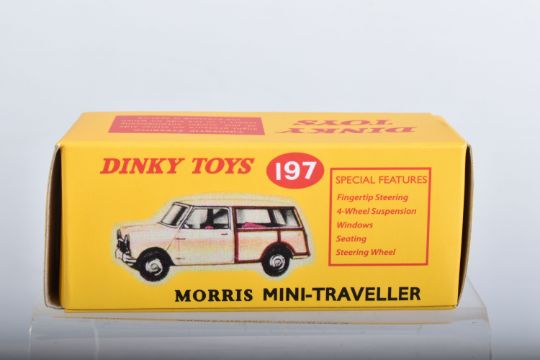 DINKY TOYS
DINKY TOYS 197
SPECIAL FEATURES
Fingertip Steering
4-Wheel Suspension
Windows
Seating
Steering Wheel
MORRIS MINI-TRAVELLER